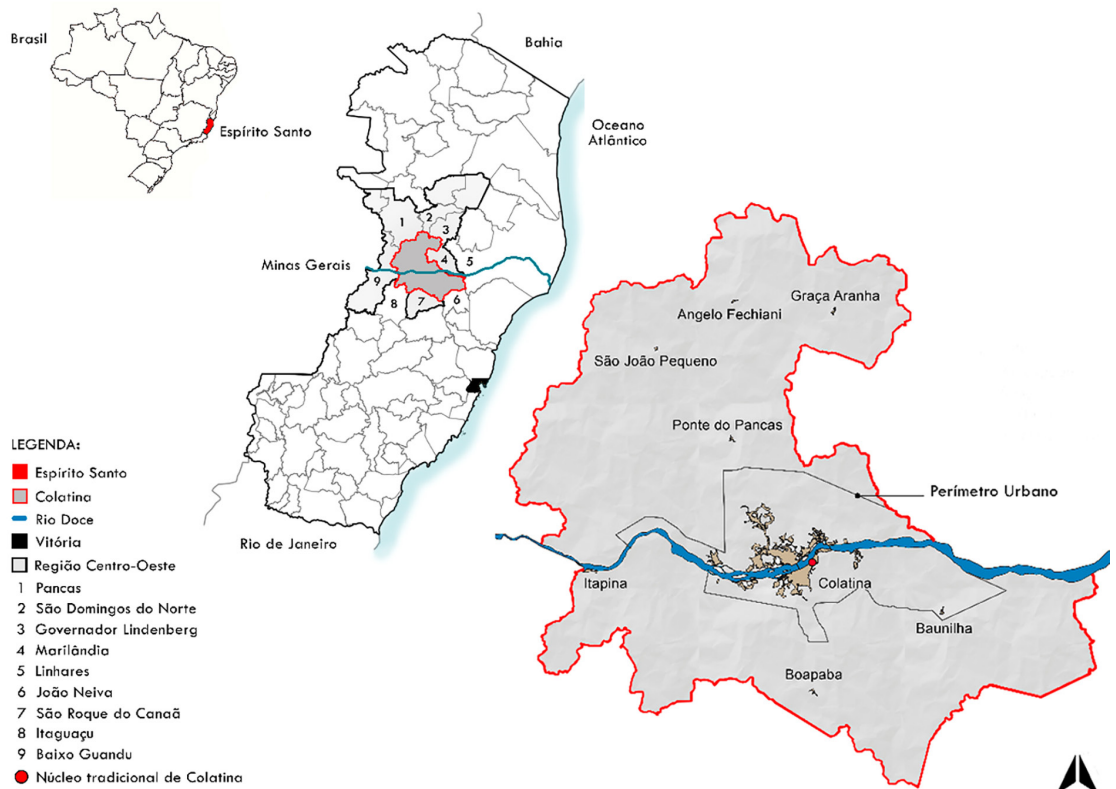 Brasil
Espírito Santo
Bahia
Oceano
Atlântico
1
2
3
4
5
Minas Gerais
9
8
7
6
Rio de Janeiro
LEGENDA:
Espírito Santo
Colatina
Rio Doce
Vitória
Região Centro-Oeste
1 Pancas
2 São Domingos do Norte
3 Governador Lindenberg
4 Marilândia
5 Linhares
6 João Neiva
7 São Roque do Canaã
8 Itaguaçu
9 Baixo Guandu
Núcleo tradicional de Colatina
Graça Aranha
Angelo Fechiani
São João Pequeno
Ponte do Pancas
Perímetro Urbano
Itapina
Colatina
Baunilha
Boapaba